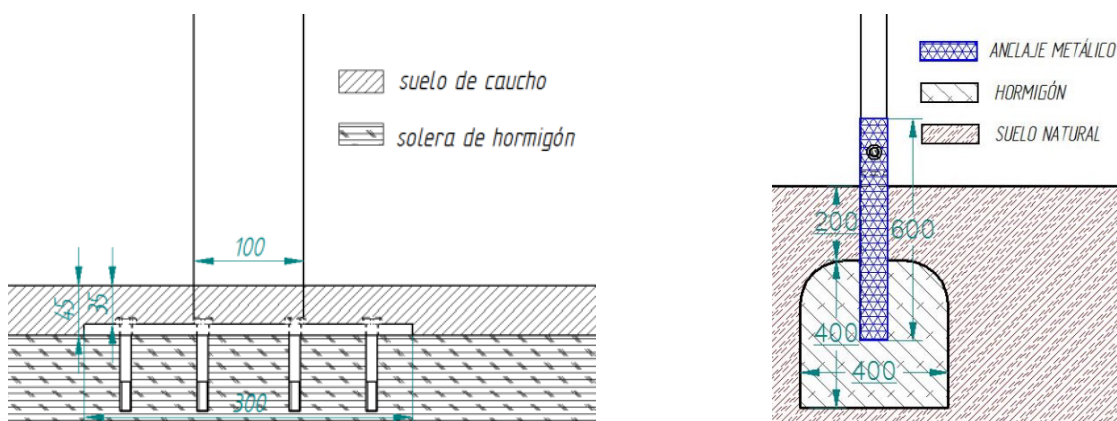 suelo de caucho
solera de hormigón
100
45
35
300
ANCLAJE METÁLICO
HORMIGÓN
SUELO NATURAL
200
600
400
400